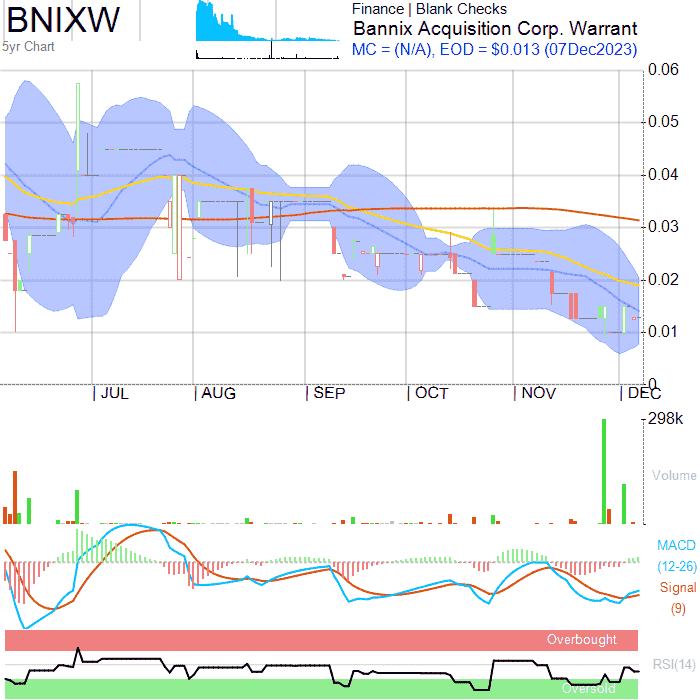 BNIXW
5yr Chart
Finance | Blank Checks
Bannix Acquisition Corp. Warrant
MC = (N/A), EOD = $0.013 (07Dec2023)
0.06
0.05
0.04
0.03
0.02
0.01
0
JUL AUG SEP OCT NOV DEC
298k
Volume
MACD
(12-26)
Signal
(9)
Overbought
RSI(14)
Oversold